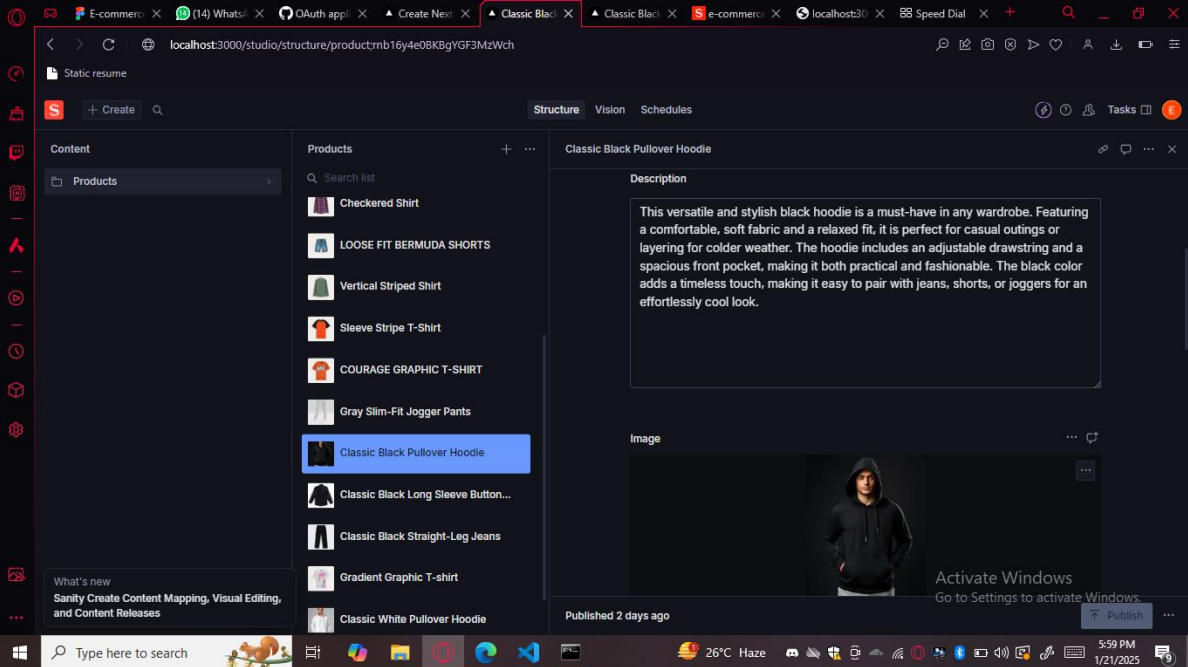 E-commerce
(14) WhatsA
OAuth appli
Create Next
Classic Blac
Classic Blac
e-commerce
localhost:30
Speed Dial
localhost:3000/studio/structure/product;rnb16y4e0BKBgYGF3MzWch
Static resume
S
Create
Structure
Vision
Schedules
Tasks
E
Content
Products
Products
Search list
Checkered Shirt
LOOSE FIT BERMUDA SHORTS
Vertical Striped Shirt
Sleeve Stripe T-Shirt
COURAGE GRAPHIC T-SHIRT
Gray Slim-Fit Jogger Pants
Classic Black Pullover Hoodie
Classic Black Long Sleeve Button...
Classic Black Straight-Leg Jeans
Gradient Graphic T-shirt
Classic White Pullover Hoodie
What's new
Sanity Create Content Mapping, Visual Editing,
and Content Releases
Classic Black Pullover Hoodie
Description
This versatile and stylish black hoodie is a must-have in any wardrobe. Featuring
a comfortable, soft fabric and a relaxed fit, it is perfect for casual outings or
layering for colder weather. The hoodie includes an adjustable drawstring and a
spacious front pocket, making it both practical and fashionable. The black color
adds a timeless touch, making it easy to pair with jeans, shorts, or joggers for an
effortlessly cool look.
Image
Activate Windows
Go to Settings to activate Windows.
Published 2 days ago
Publish
Type here to search
26°C Haze
5:59 PM
1/21/2025
9